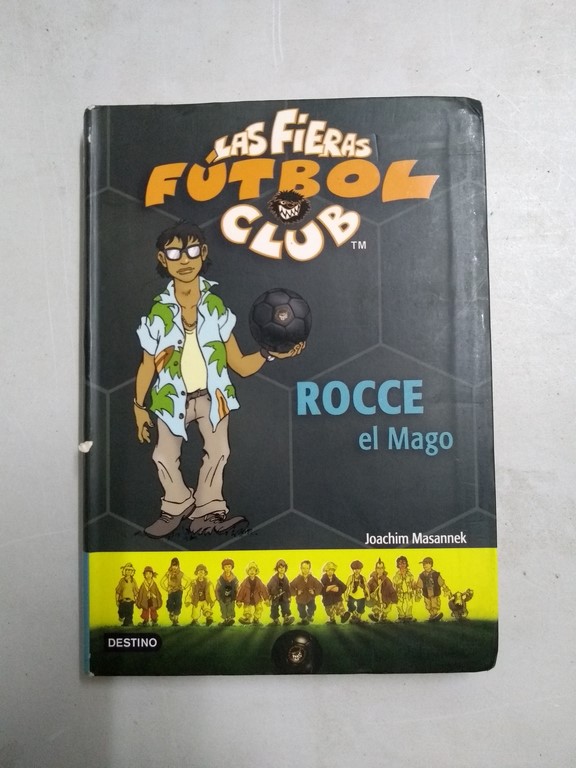 LAS FIERAS
FÚTBOL
CLUB TM
ROCCE
el Mago
Joachim Masannek
DESTINO